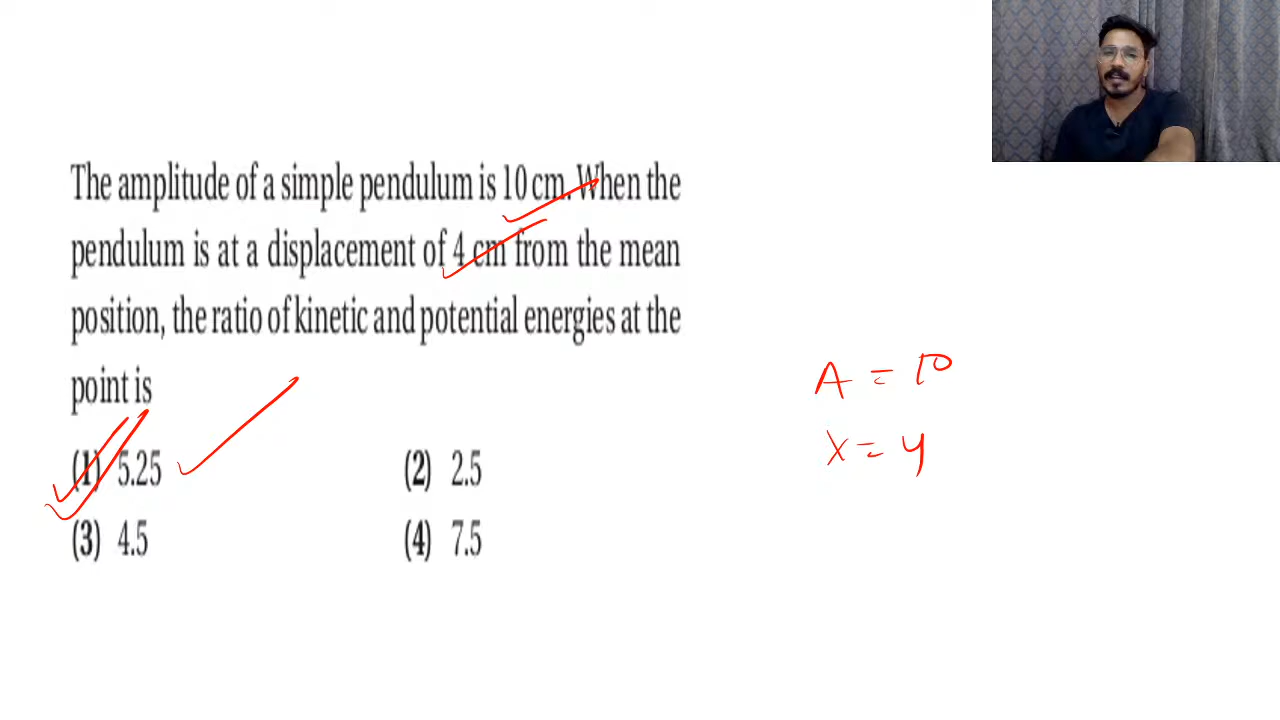 The amplitude of a simple pendulum is 10 cm. When the
pendulum is at a displacement of 4 cm from the mean
position, the ratio of kinetic and potential energies at the
point is
(1) 5.25 (2) 2.5
(3) 4.5 (4) 7.5
A = 10
x = 4